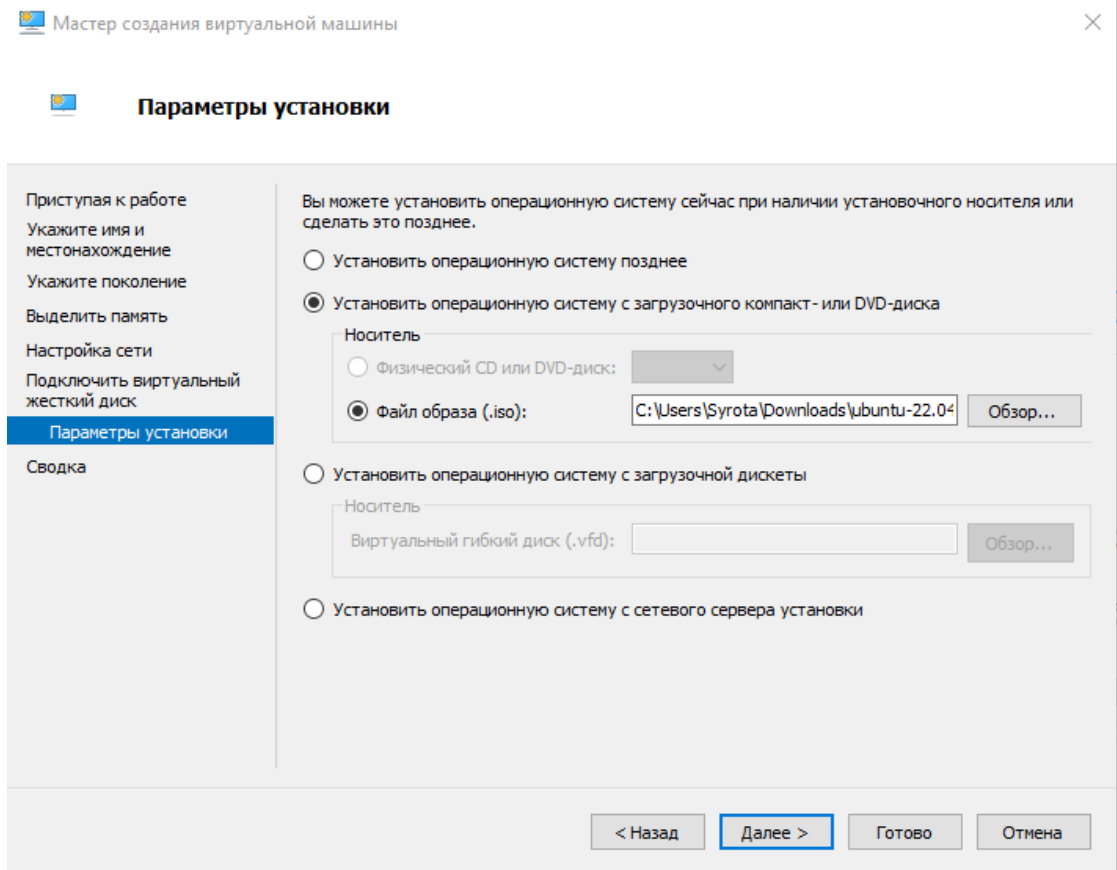 Мастер создания виртуальной машины
Параметры установки
Приступая к работе
Укажите имя и
местонахождение
Укажите поколение
Выделить память
Настройка сети
Подключить виртуальный
жесткий диск
Параметры установки
Сводка
Вы можете установить операционную систему сейчас при наличии установочного носителя или
сделать это позднее.
Установить операционную систему позднее
Установить операционную систему с загрузочного компакт- или DVD-диска
Носитель
Физический CD или DVD-диск:
Файл образа (.iso): C:\Users\Syrota\Downloads\ubuntu-22.04 Обзор...
Установить операционную систему с загрузочной дискеты
Носитель
Виртуальный гибкий диск (.vfd): Обзор...
Установить операционную систему с сетевого сервера установки
< Назад Далее > Готово Отмена